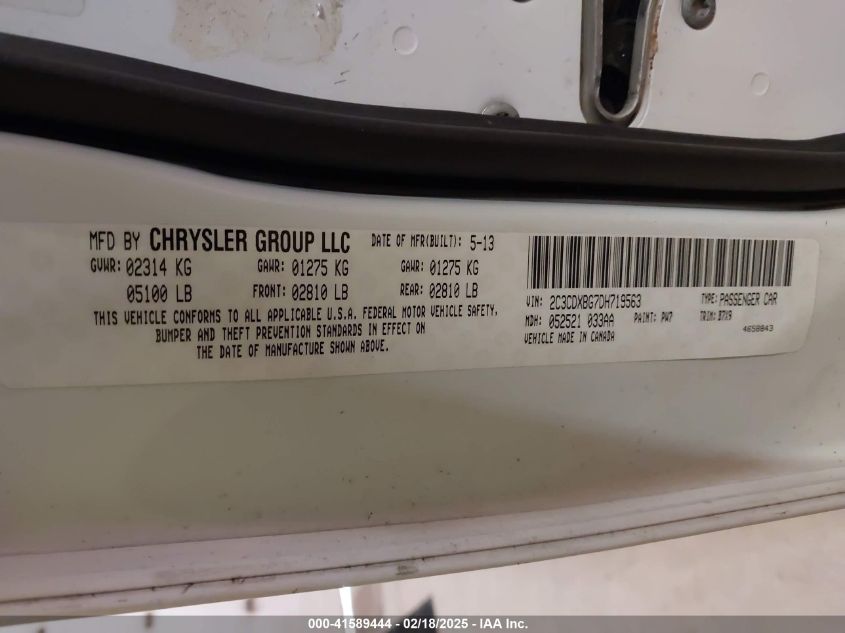 MFD BY CHRYSLER GROUP LLC DATE OF MFR(BUILT): 5-13
GVWR: 02314 KG GAWR: 01275 KG GAWR: 01275 KG
05100 LB FRONT: 02810 LB REAR: 02810 LB
THIS VEHICLE CONFORMS TO ALL APPLICABLE U.S.A. FEDERAL MOTOR VEHICLE SAFETY,
BUMPER AND THEFT PREVENTION STANDARDS IN EFFECT ON
THE DATE OF MANUFACTURE SHOWN ABOVE.
VIN: 2C3CDXBG7DH719563 TYPE: PASSENGER CAR
MDH: 052521 033AA PAINT: PW7 TRIM: B7X9
VEHICLE MADE IN CANADA 4658843
000-41589444 - 02/18/2025 - IAA Inc.